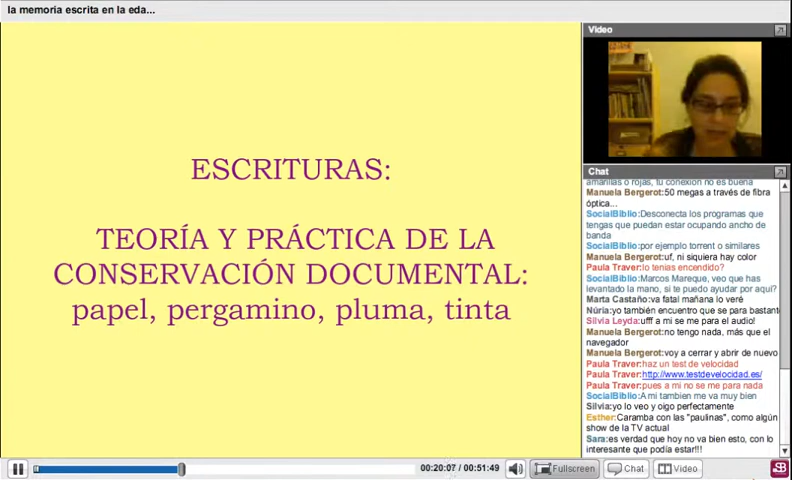 la memoria escrita en la eda...
ESCRITURAS:
TEORÍA Y PRÁCTICA DE LA
CONSERVACIÓN DOCUMENTAL:
papel, pergamino, pluma, tinta
Video
Chat
amarillas o rojas, tu conexión no es buena
Manuela Bergerot:50 megas a través de fibra
óptica...
SocialBiblio:Desconecta los programas que
tengas que puedan estar ocupando ancho de
banda
SocialBiblio:por ejemplo torrent o similares
Manuela Bergerot:uf, ni siquiera hay color
Paula Traver:lo tenias encendido?
SocialBiblio:Marcos Mareque, veo que has
levantado la mano, si te puedo ayudar por aquí?
Marta Castaño:va fatal mañana lo veré
Núria:yo también encuentro que se para bastant
Silvia Leyda:ufff a mi se me para el audio!
Manuela Bergerot:no tengo nada, más que el
navegador
Manuela Bergerot:voy a cerrar y abrir de nuevo
Paula Traver:haz un test de velocidad
Paula Traver:http://www.testdevelocidad.es/
Paula Traver:pues a mi no se me para nada
SocialBiblio:A mi tambien me va muy bien
Silvia:yo lo veo y oigo perfectamente
Esther:Caramba con las "paulinas", como algún
show de la TV actual
Sara:es verdad que hoy no va bien esto, con lo
interesante que podía estar!!!
00:20:07 / 00:51:49
Fullscreen
Chat
Video
SB